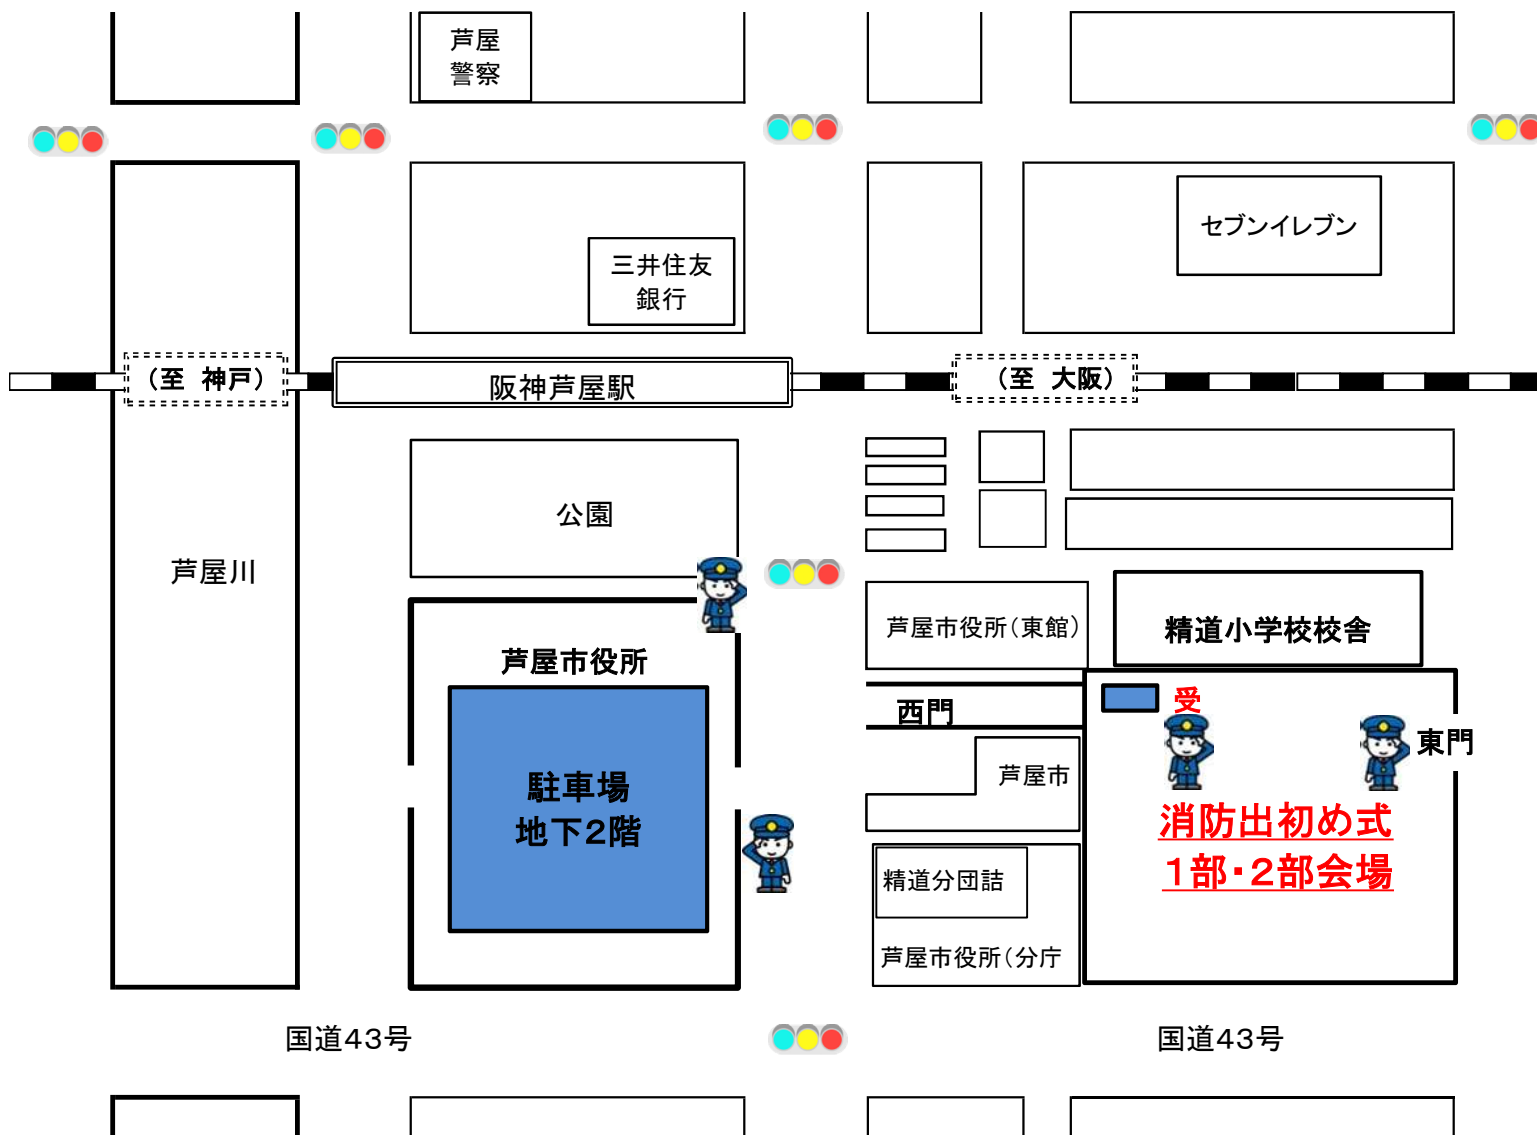 芦屋
警察
セブンイレブン
三井住友
銀行
（至　神戸）
阪神芦屋駅
（至　大阪）
公園
芦屋川
芦屋市役所（東館）
精道小学校校舎
芦屋市役所
受
西門
東門
駐車場
地下２階
芦屋市
消防出初め式
１部・２部会場
精道分団詰
芦屋市役所（分庁
国道４３号
国道４３号